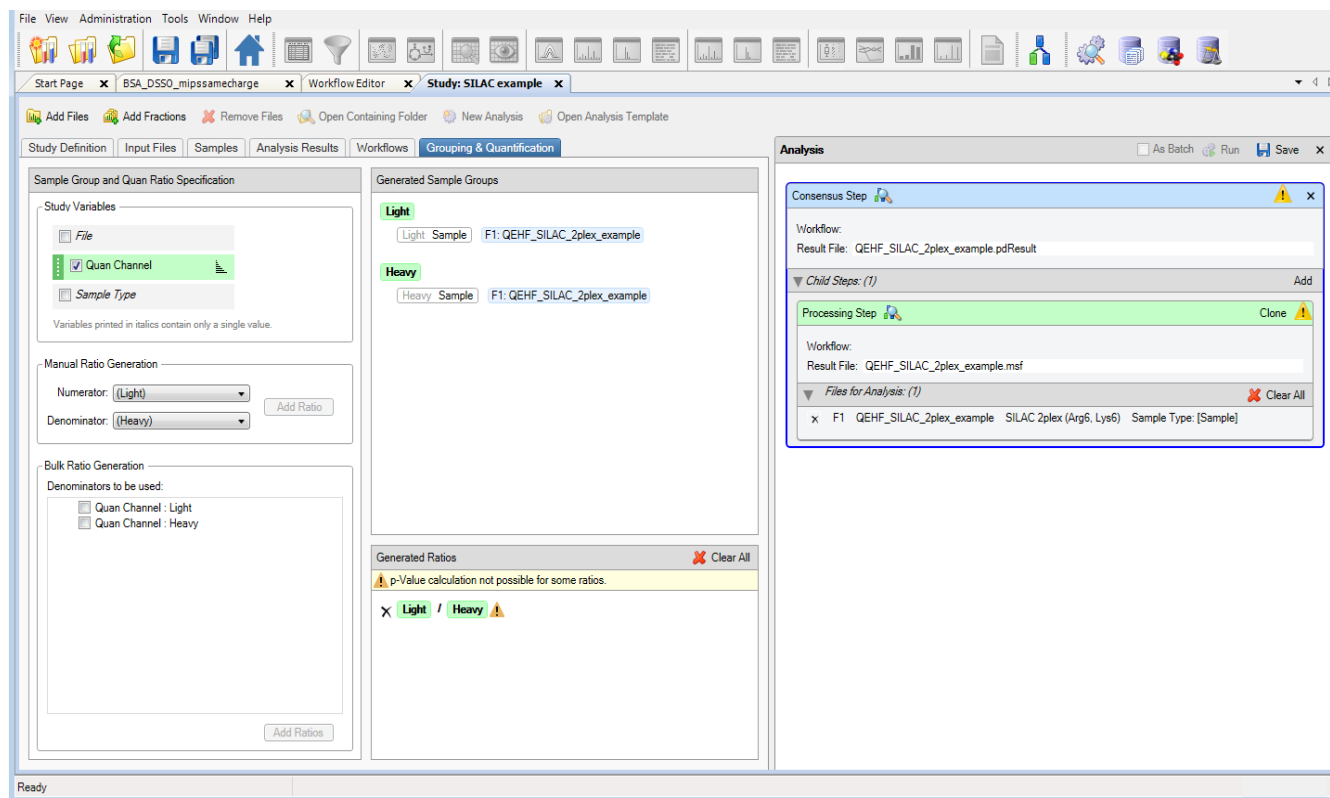 File View Administration Tools Window Help
Start Page x BSA_DSSO_mipssamecharge x Workflow Editor x Study: SILAC example x
Add Files Add Fractions Remove Files Open Containing Folder New Analysis Open Analysis Template
Study Definition Input Files Samples Analysis Results Workflows Grouping & Quantification
Analysis As Batch Run Save x
Sample Group and Quan Ratio Specification
Study Variables
File
Quan Channel
Sample Type
Variables printed in italics contain only a single value.
Manual Ratio Generation
Numerator: (Light)
Denominator: (Heavy)
Add Ratio
Bulk Ratio Generation
Denominators to be used:
Quan Channel : Light
Quan Channel : Heavy
Add Ratios
Generated Sample Groups
Light
Light Sample F1: QEHF_SILAC_2plex_example
Heavy
Heavy Sample F1: QEHF_SILAC_2plex_example
Generated Ratios Clear All
p-Value calculation not possible for some ratios.
Light / Heavy
Consensus Step x
Workflow:
Result File: QEHF_SILAC_2plex_example.pdResult
Child Steps: (1) Add
Processing Step Clone
Workflow:
Result File: QEHF_SILAC_2plex_example.msf
Files for Analysis: (1) Clear All
x F1 QEHF_SILAC_2plex_example SILAC 2plex (Arg6, Lys6) Sample Type: [Sample]
Ready